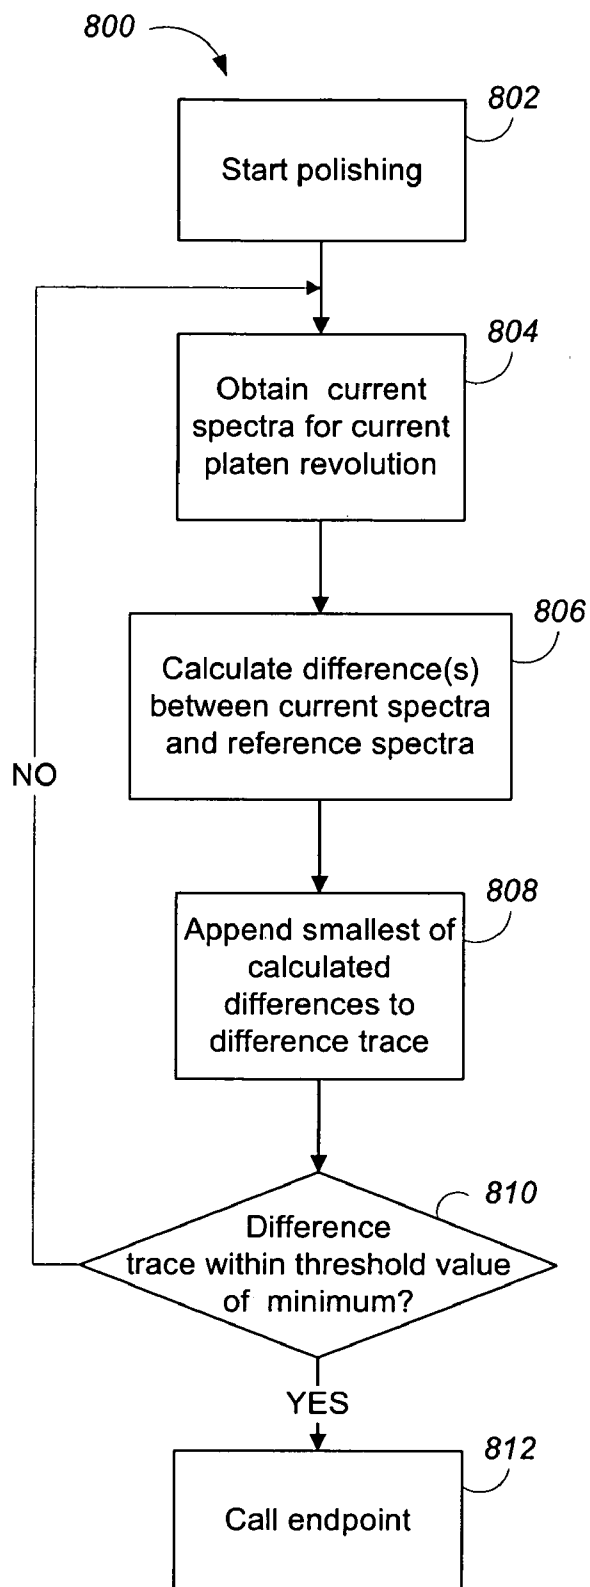 800
802
Start polishing
804
Obtain current
spectra for current
platen revolution
806
Calculate difference(s)
between current spectra
and reference spectra
NO
808
Append smallest of
calculated
differences to
difference trace
810
Difference
trace within threshold value
of minimum?
YES
812
Call endpoint